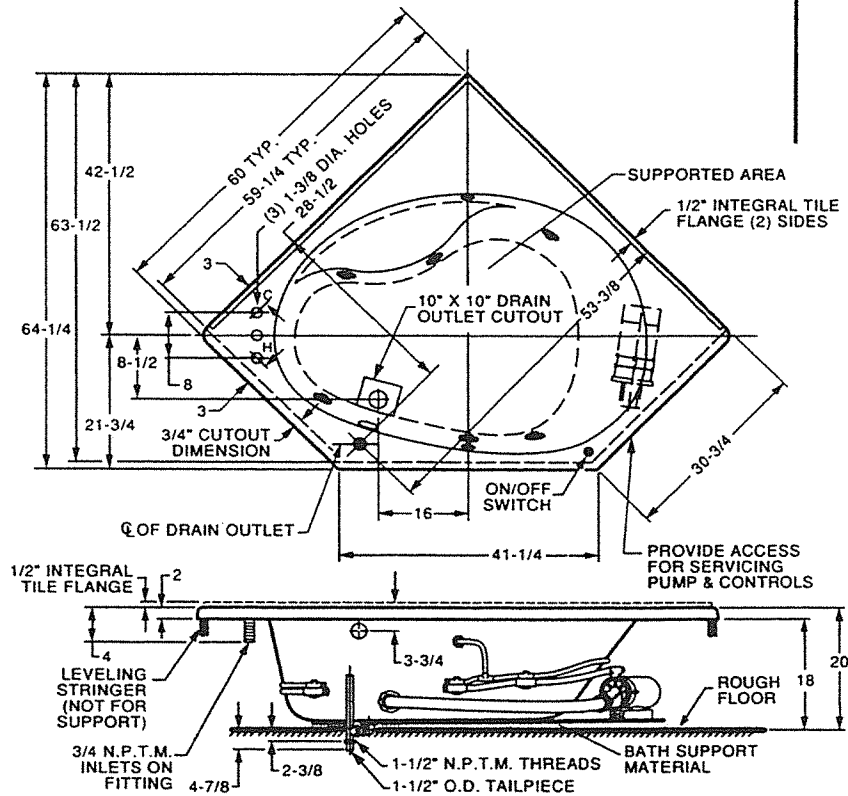 60 TYP.
59-1/4 TYP.
(3) 1-3/8 DIA. HOLES
28-1/2
42-1/2
63-1/2
64-1/4
SUPPORTED AREA
1/2" INTEGRAL TILE
FLANGE (2) SIDES
3
C
10" X 10" DRAIN
OUTLET CUTOUT
53-3/8
H
8-1/2
8
3
21-3/4
3/4" CUTOUT
DIMENSION
30-3/4
ON/OFF
SWITCH
16
℄ OF DRAIN OUTLET
41-1/4
PROVIDE ACCESS
FOR SERVICING
PUMP & CONTROLS
1/2" INTEGRAL
TILE FLANGE
2
4
3-3/4
20
18
LEVELING
STRINGER
(NOT FOR
SUPPORT)
ROUGH
FLOOR
3/4 N.P.T.M.
INLETS ON
FITTING
4-7/8
2-3/8
1-1/2" N.P.T.M. THREADS
1-1/2" O.D. TAILPIECE
BATH SUPPORT
MATERIAL